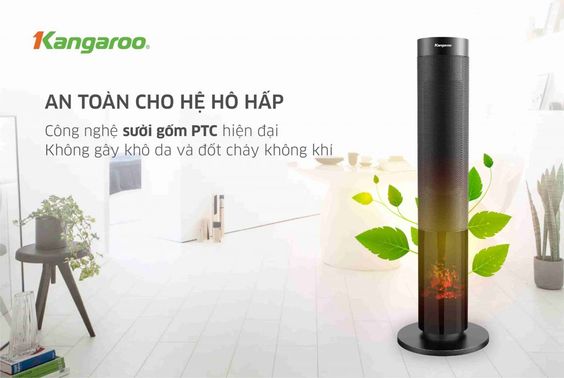 Kangaroo
Kangaroo
AN TOÀN CHO HỆ HÔ HẤP
Công nghệ sưởi gốm PTC hiện đại
Không gây khô da và đốt cháy không khí